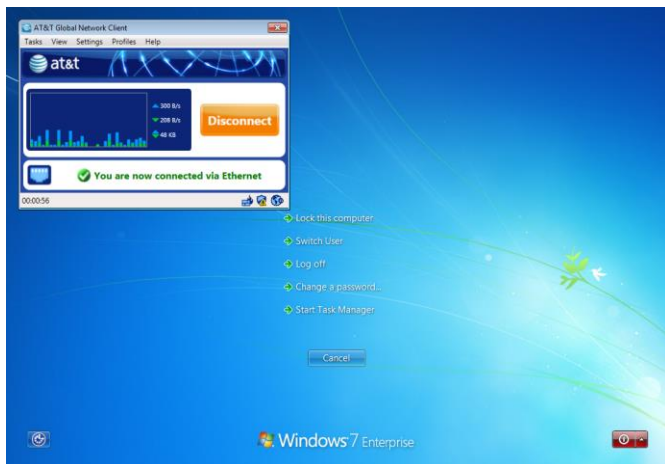 AT&T Global Network Client
Tasks View Settings Profiles Help
at&t
300 B/s
208 B/s
48 KB
Disconnect
You are now connected via Ethernet
00:00:56
Lock this computer
Switch User
Log off
Change a password...
Start Task Manager
Cancel
Windows 7 Enterprise